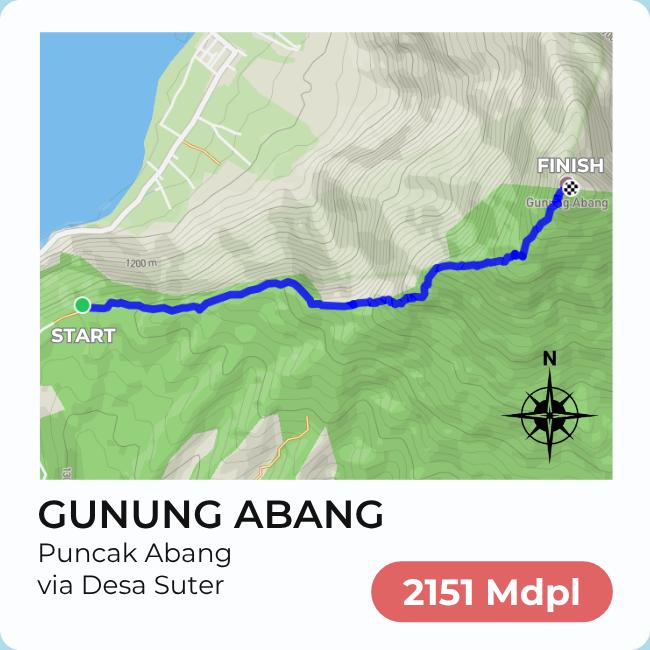 FINISH
Gunung Abang
1200 m
START
N
GUNUNG ABANG
Puncak Abang
via Desa Suter
2151 Mdpl